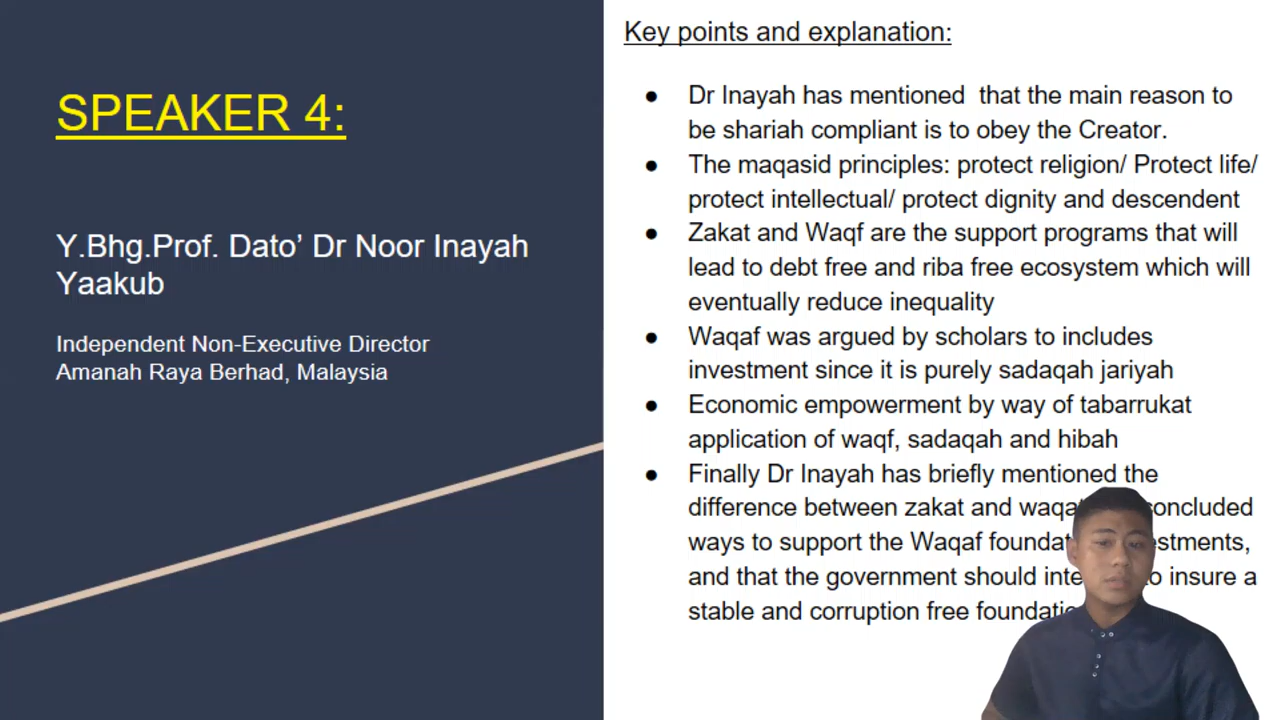 SPEAKER 4:
Y.Bhg.Prof. Dato’ Dr Noor Inayah
Yaakub
Independent Non-Executive Director
Amanah Raya Berhad, Malaysia
Key points and explanation:
● Dr Inayah has mentioned  that the main reason to
be shariah compliant is to obey the Creator.
● The maqasid principles: protect religion/ Protect life/
protect intellectual/ protect dignity and descendent
● Zakat and Waqf are the support programs that will
lead to debt free and riba free ecosystem which will
eventually reduce inequality
● Waqaf was argued by scholars to includes
investment since it is purely sadaqah jariyah
● Economic empowerment by way of tabarrukat
application of waqf, sadaqah and hibah
● Finally Dr Inayah has briefly mentioned the
difference between zakat and
ways to support the Waqaf
and that the government should insure a
stable and corruption free